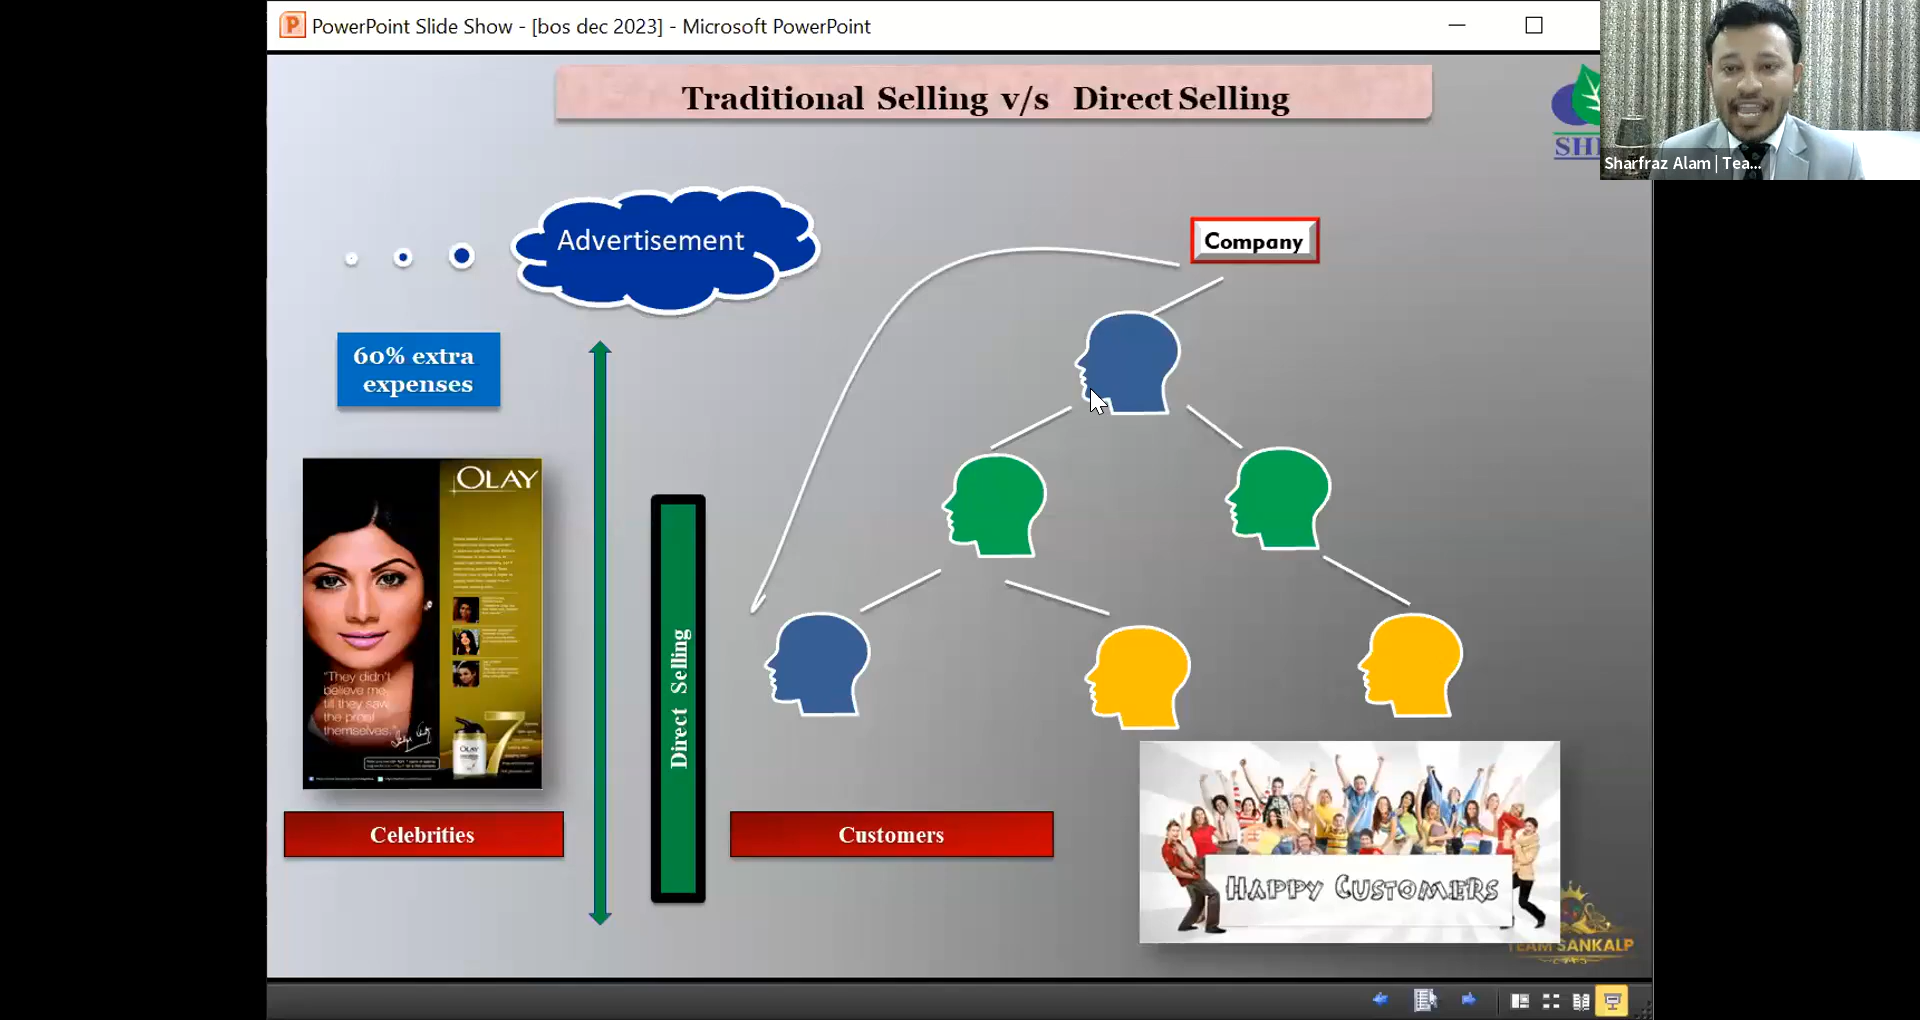 PowerPoint Slide Show - [bos dec 2023] - Microsoft PowerPoint
Traditional Selling v/s Direct Selling
Sharfraz Alam | Tea...
Advertisement
Company
60% extra
expenses
OLAY
"They didn't
believe me
till they saw
the proof
themselves."
OLAY
7
Direct Selling
Celebrities
Customers
HAPPY CUSTOMERS
TEAM SANKALP